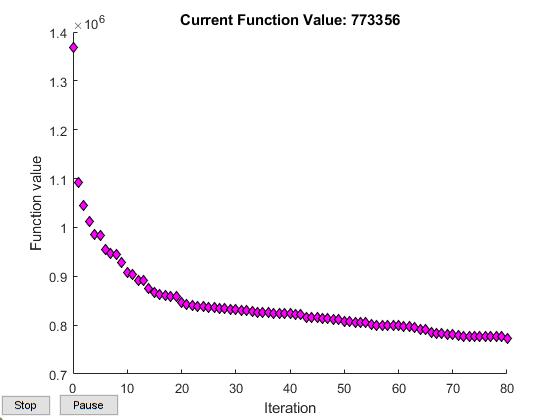 Current Function Value: 773356
×10^6
1.4
1.3
1.2
1.1
1
0.9
0.8
0.7
Function value
0 10 20 30 40 50 60 70 80
Iteration
Stop Pause